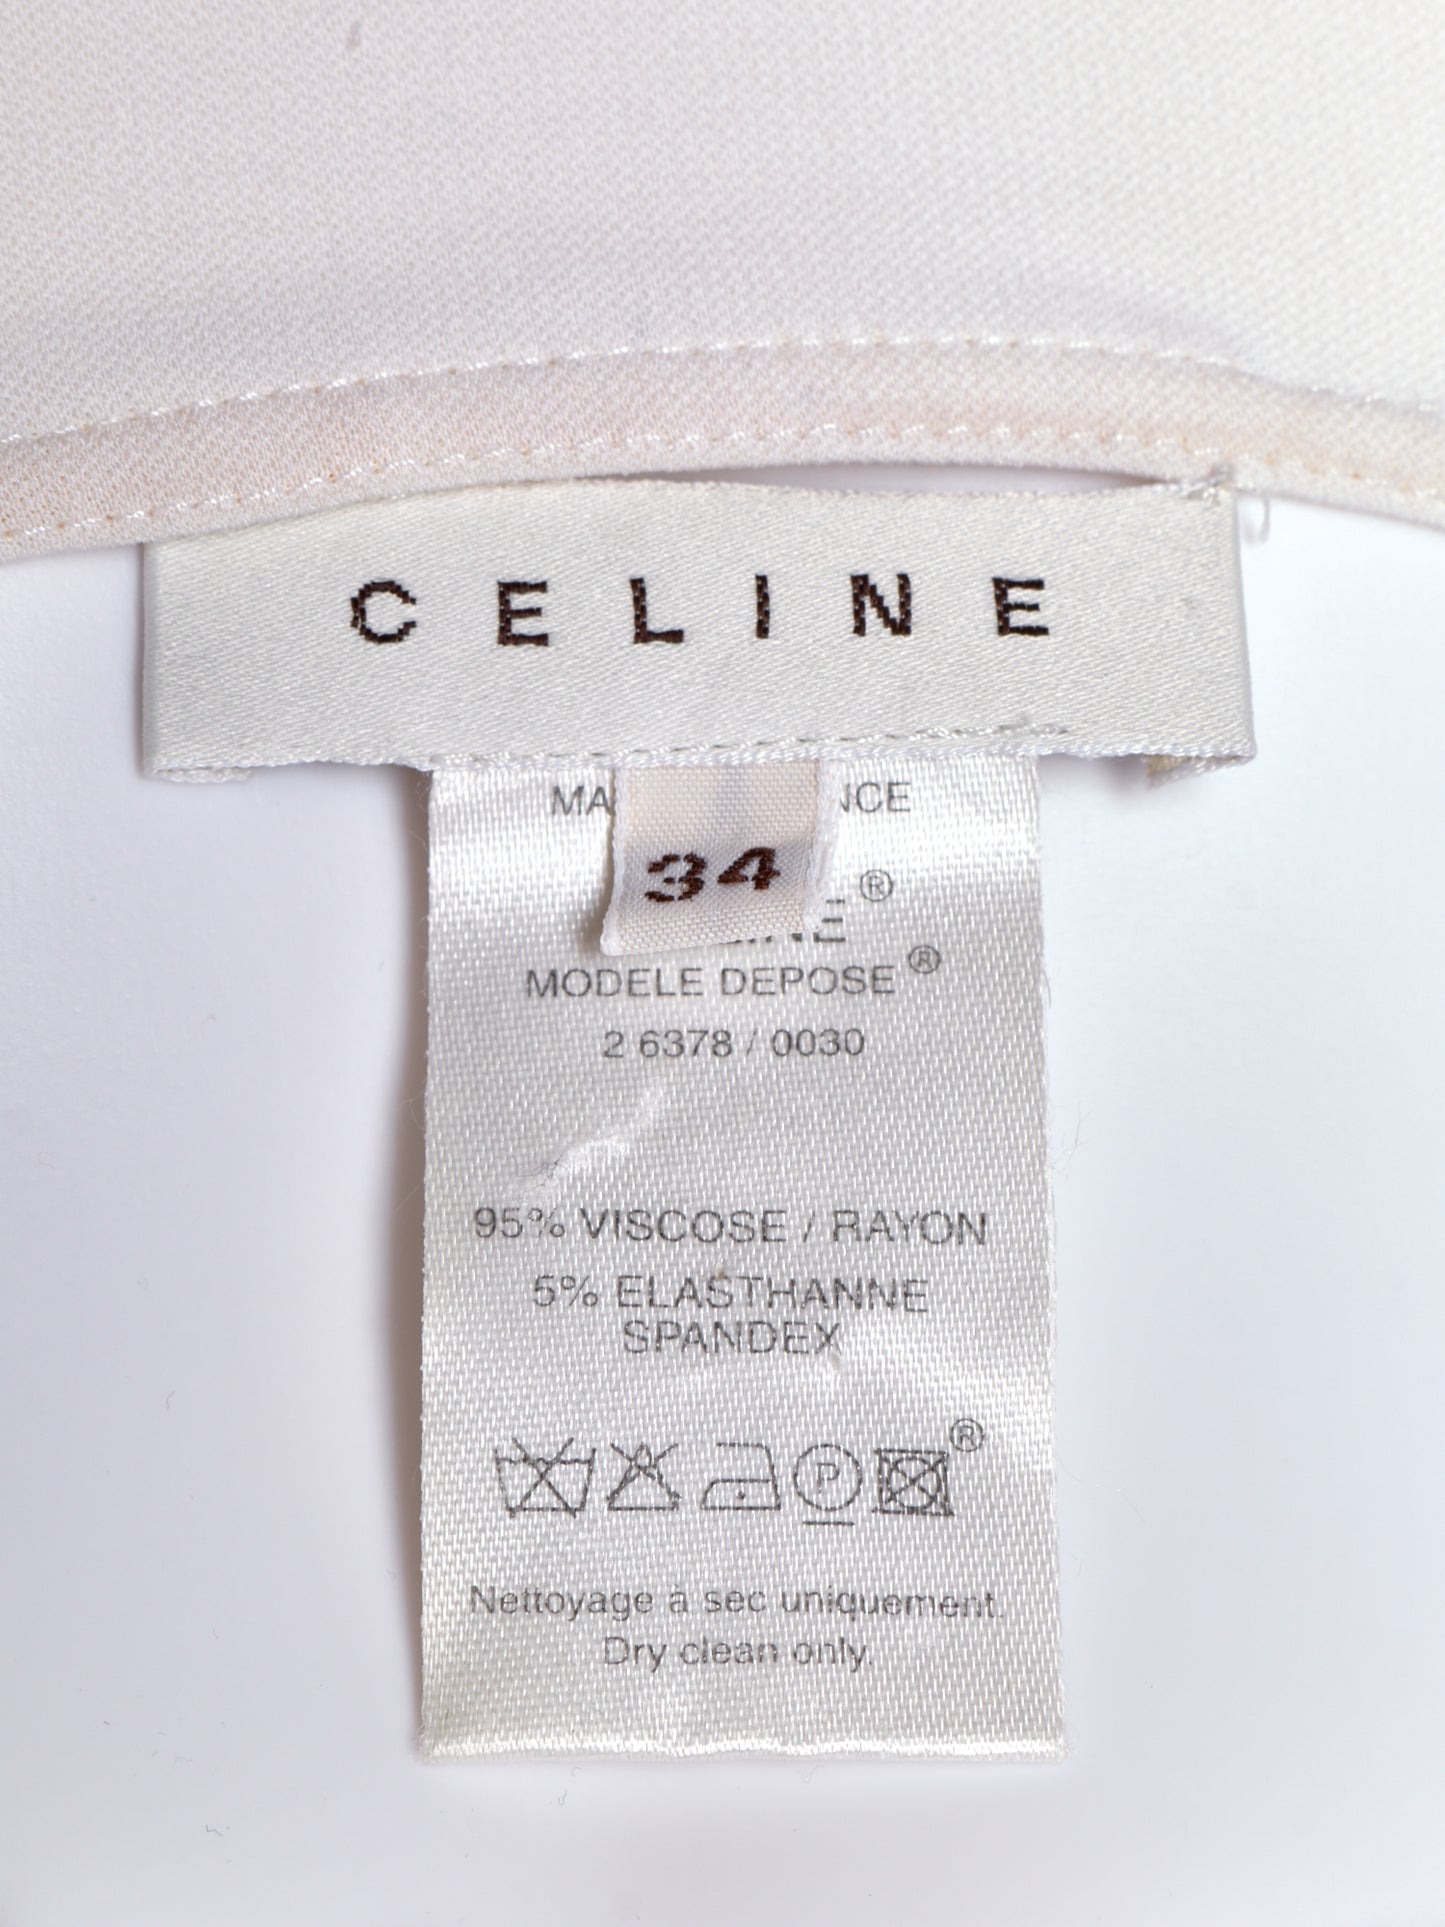 CELINE
34
®
MODELE DEPOSE ®
2 6378 / 0030
95% VISCOSE / RAYON
5% ELASTHANNE
SPANDEX
P ®
Nettoyage à sec uniquement.
Dry clean only.